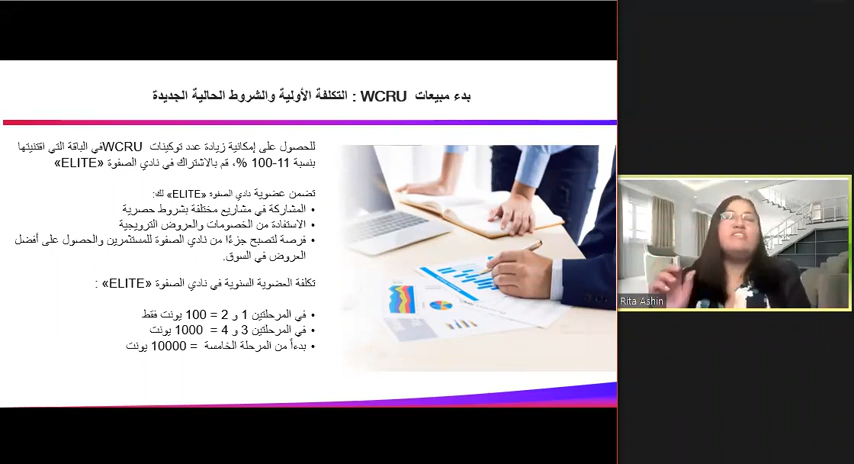 بدء مبيعات WCRU : التكلفة الأولية والشروط الحالية الجديدة
للحصول على إمكانية زيادة عدد توكينات WCRUفي الباقة التي اقتنيتها
بنسبة 11-100 %، قم بالاشتراك في نادي الصفوة «ELITE»
تضمن عضوية نادي الصفوة «ELITE» لك:
• المشاركة في مشاريع مختلفة بشروط حصرية
• الاستفادة من الخصومات والعروض الترويجية
• فرصة لتصبح جزءًا من نادي الصفوة للمستثمرين والحصول على أفضل
العروض في السوق.
تكلفة العضوية السنوية في نادي الصفوة «ELITE» :
• في المرحلتين 1 و 2 = 100 يونت فقط
• في المرحلتين 3 و 4 = 1000 يونت
• بدءاً من المرحلة الخامسة = 10000 يونت
Rita Ashin